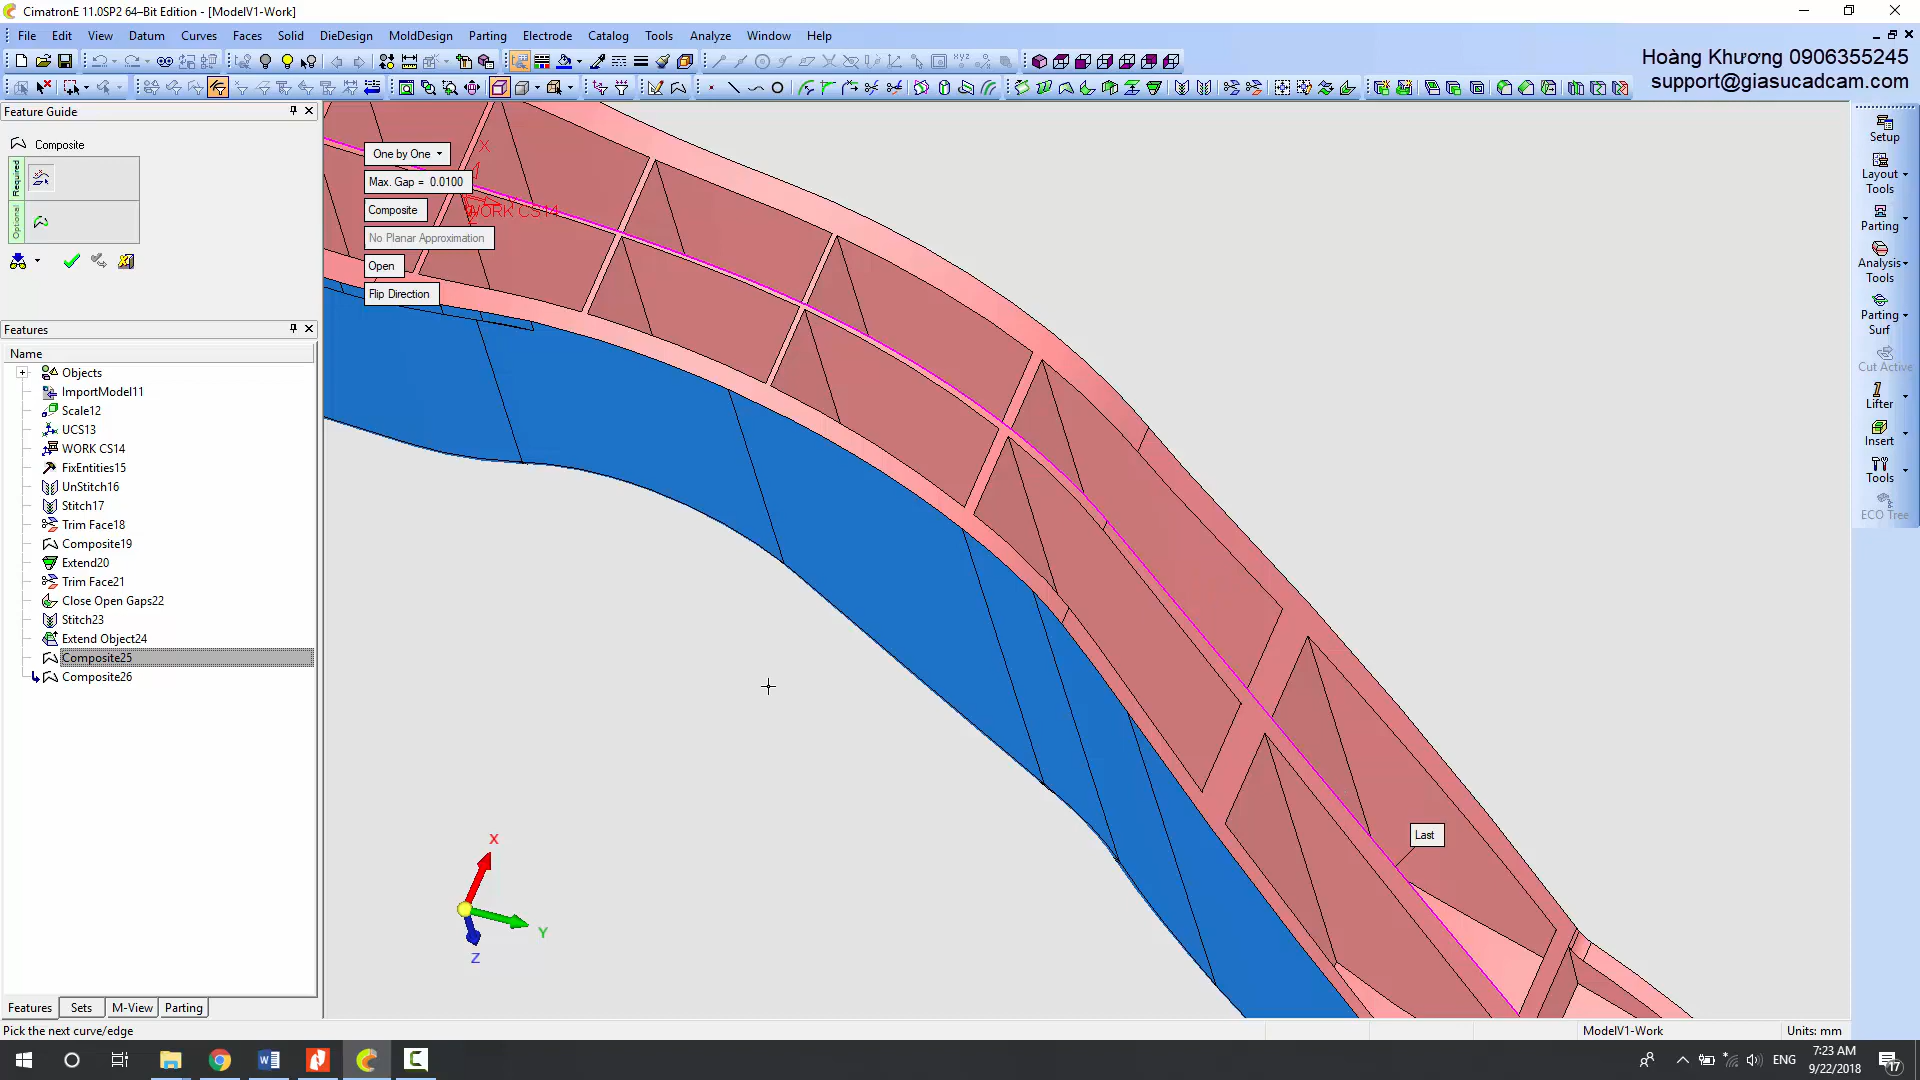 CimatronE 11.0SP2 64–Bit Edition - [ModelV1-Work]
File Edit View Datum Curves Faces Solid DieDesign MoldDesign Parting Electrode Catalog Tools Analyze Window Help
Hoàng Khương 0906355245
support@giasucadcam.com
Feature Guide
Composite
Required
Optional
Features
Name
Objects
ImportModel11
Scale12
UCS13
WORK CS14
FixEntities15
UnStitch16
Stitch17
Trim Face18
Composite19
Extend20
Trim Face21
Close Open Gaps22
Stitch23
Extend Object24
Composite25
Composite26
Features Sets M-View Parting
One by One
Max. Gap = 0.0100
Composite
No Planar Approximation
Open
Flip Direction
X
WORK CS14
Last
X
Y
Z
Setup
Layout
Tools
Parting
Analysis
Tools
Parting
Surf
Cut Active
Lifter
Insert
Tools
ECO Tree
Pick the next curve/edge
ModelV1-Work
Units: mm
ENG
7:23 AM
9/22/2018
17